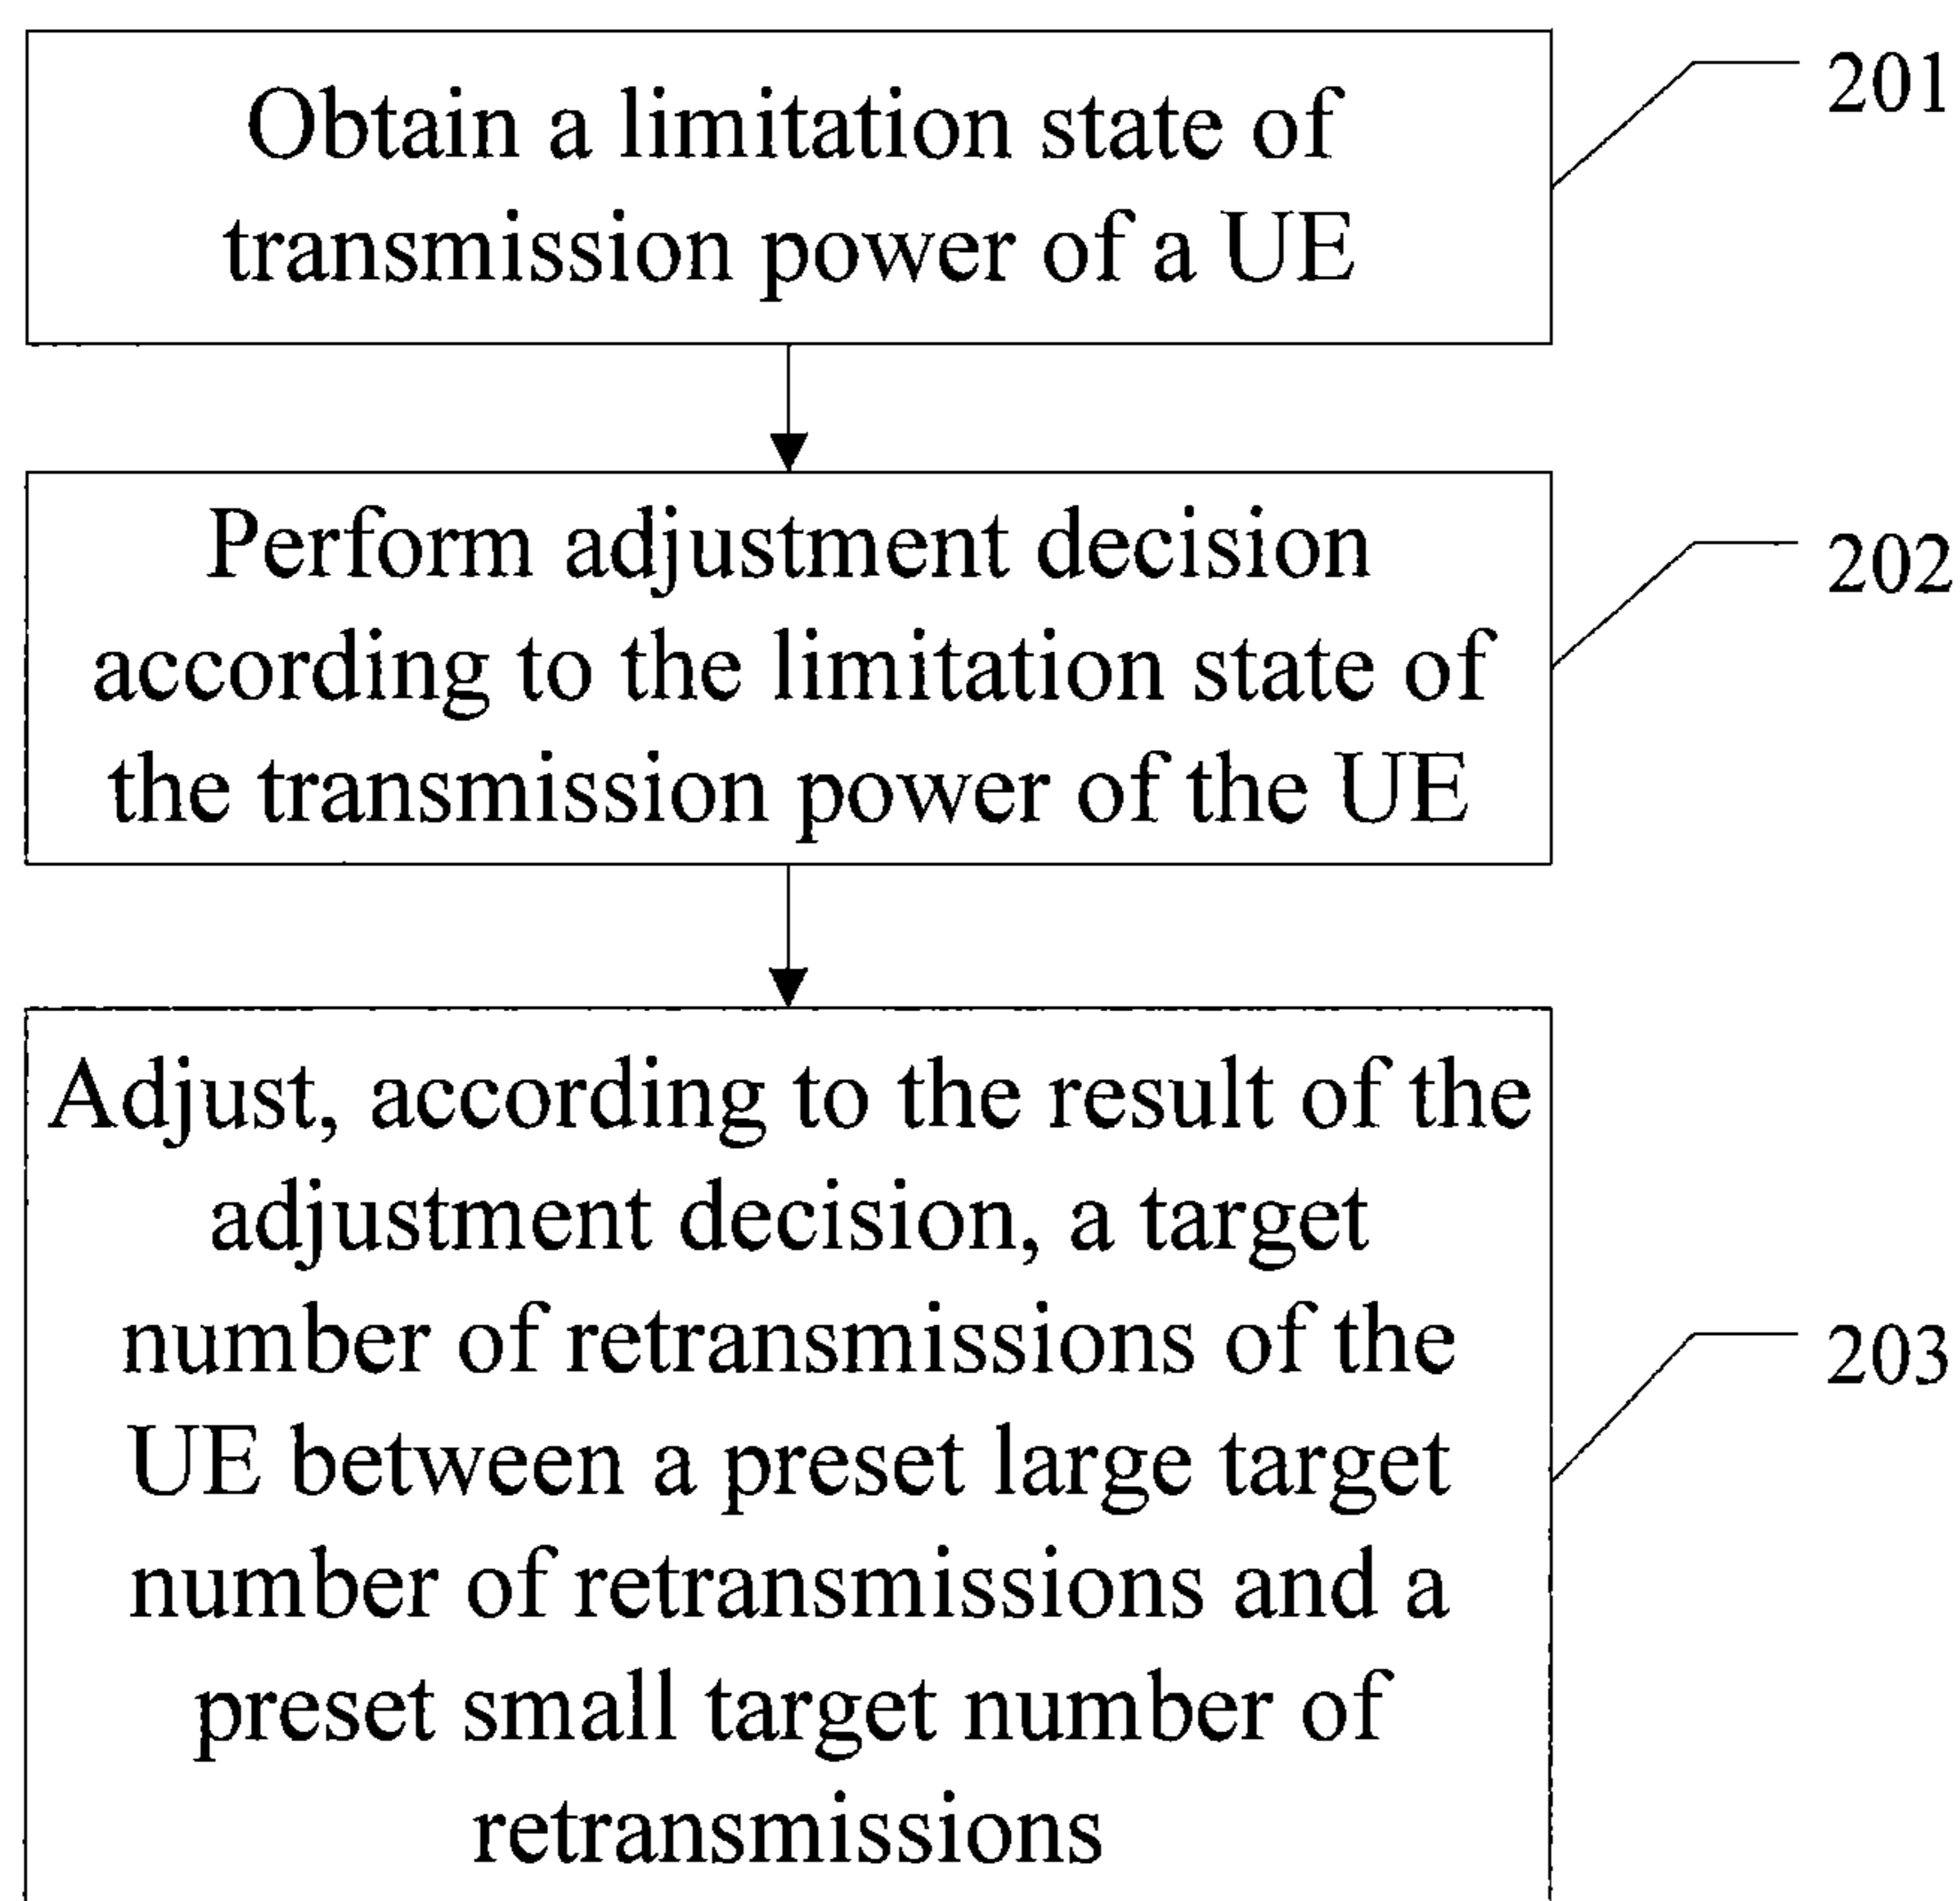 Obtain a limitation state of
transmission power of a UE
201
Perform adjustment decision
according to the limitation state of
the transmission power of the UE
202
Adjust, according to the result of the
adjustment decision, a target
number of retransmissions of the
UE between a preset large target
number of retransmissions and a
preset small target number of
retransmissions
203